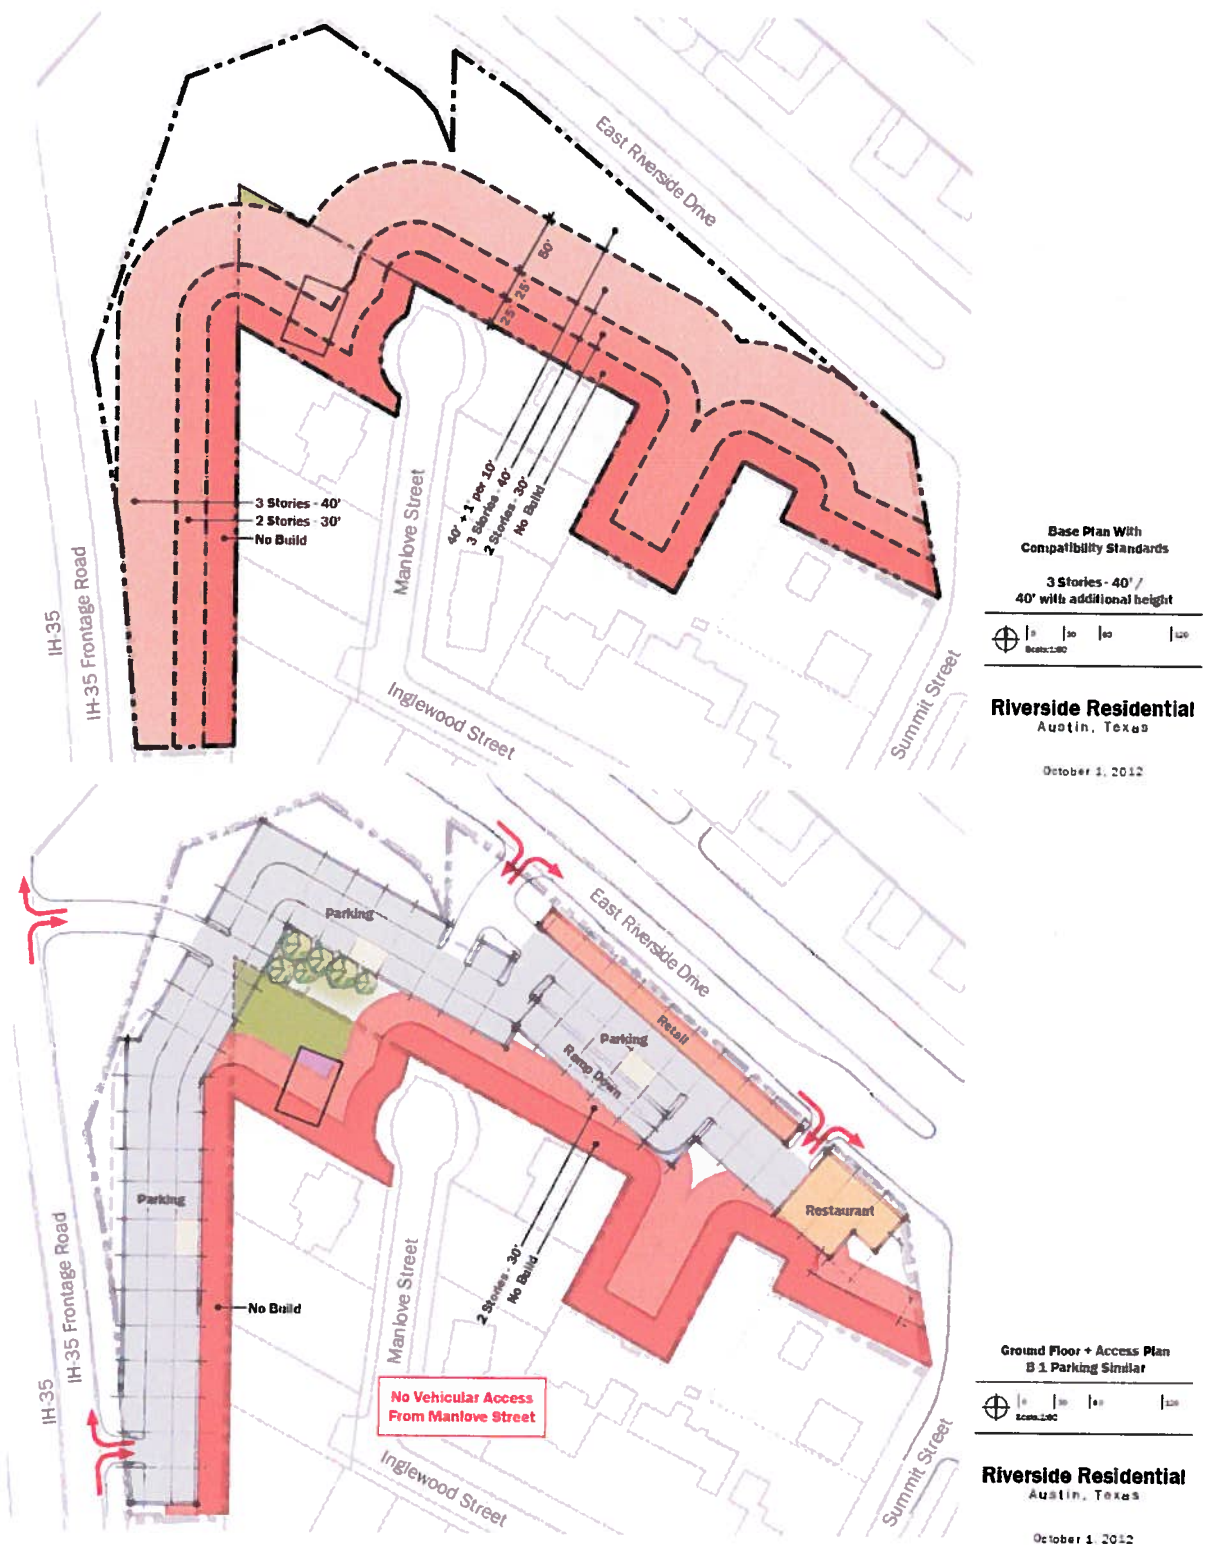 East Riverside Drive
50'
25'
25'
3 Stories - 40'
2 Stories - 30'
No Build
40' + 1' per 10'
3 Stories - 40'
2 Stories - 30'
No Build
Manlove Street
IH-35
IH-35 Frontage Road
Inglewood Street
Summit Street
Base Plan With
Compatibility Standards
3 Stories - 40' /
40' with additional height
Riverside Residential
Austin, Texas
October 1, 2012
East Riverside Drive
Parking
Retail
Parking
Ramp Down
Parking
Restaurant
2 Stories - 30'
No Build
No Build
Manlove Street
IH-35
IH-35 Frontage Road
No Vehicular Access
From Manlove Street
Inglewood Street
Summit Street
Ground Floor + Access Plan
B 1 Parking Similar
Riverside Residential
Austin, Texas
October 1, 2012